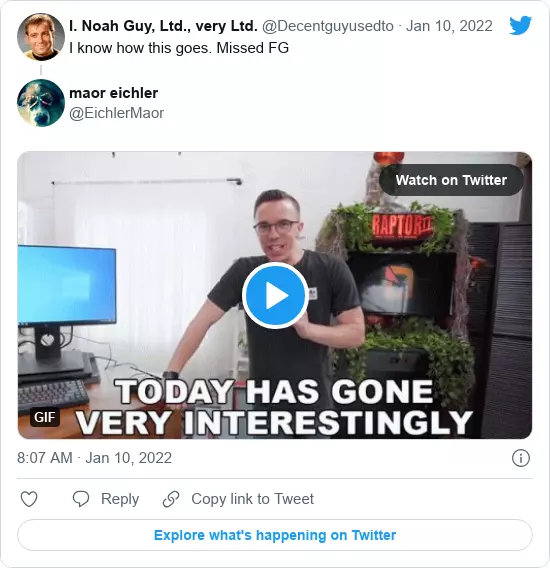 I. Noah Guy, Ltd., very Ltd. @Decentguyusedto · Jan 10, 2022
I know how this goes. Missed FG
maor eichler
@EichlerMaor
Watch on Twitter
RAPTOR
TODAY HAS GONE
VERY INTERESTINGLY
GIF
8:07 AM · Jan 10, 2022
Reply
Copy link to Tweet
Explore what's happening on Twitter